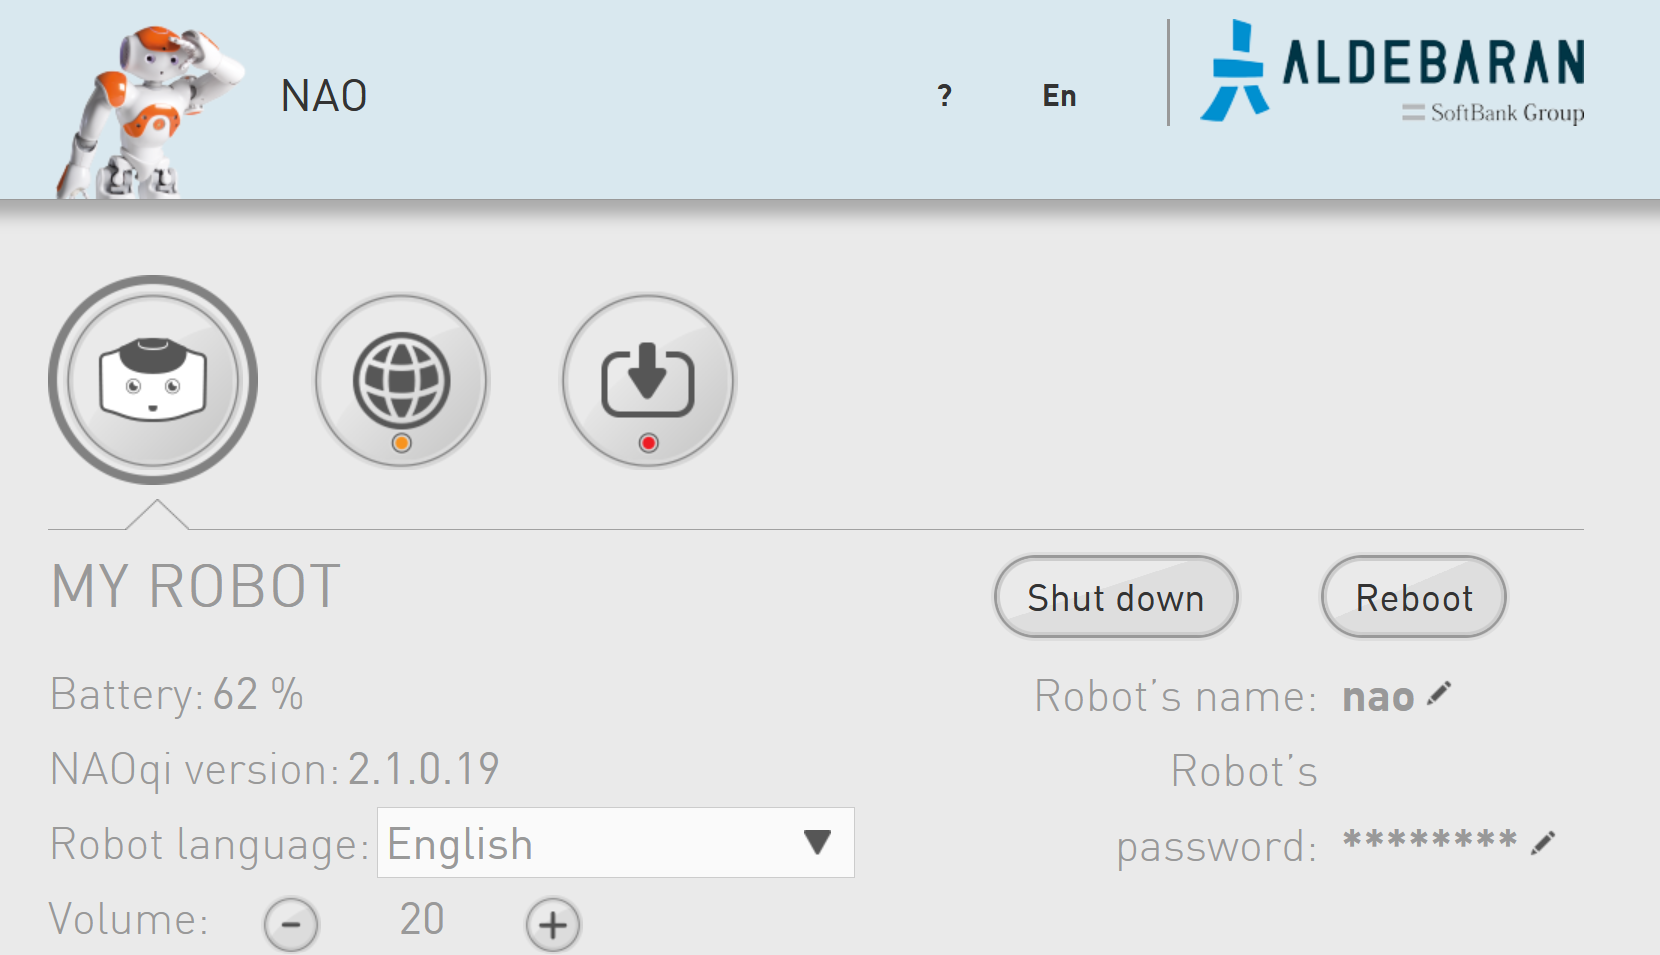 NAO
?
En
ALDEBARAN
SoftBank Group
MY ROBOT
Shut down
Reboot
Battery: 62 %
NAOqi version: 2.1.0.19
Robot language: English
Volume: - 20 +
Robot’s name: nao
Robot’s
password: ********